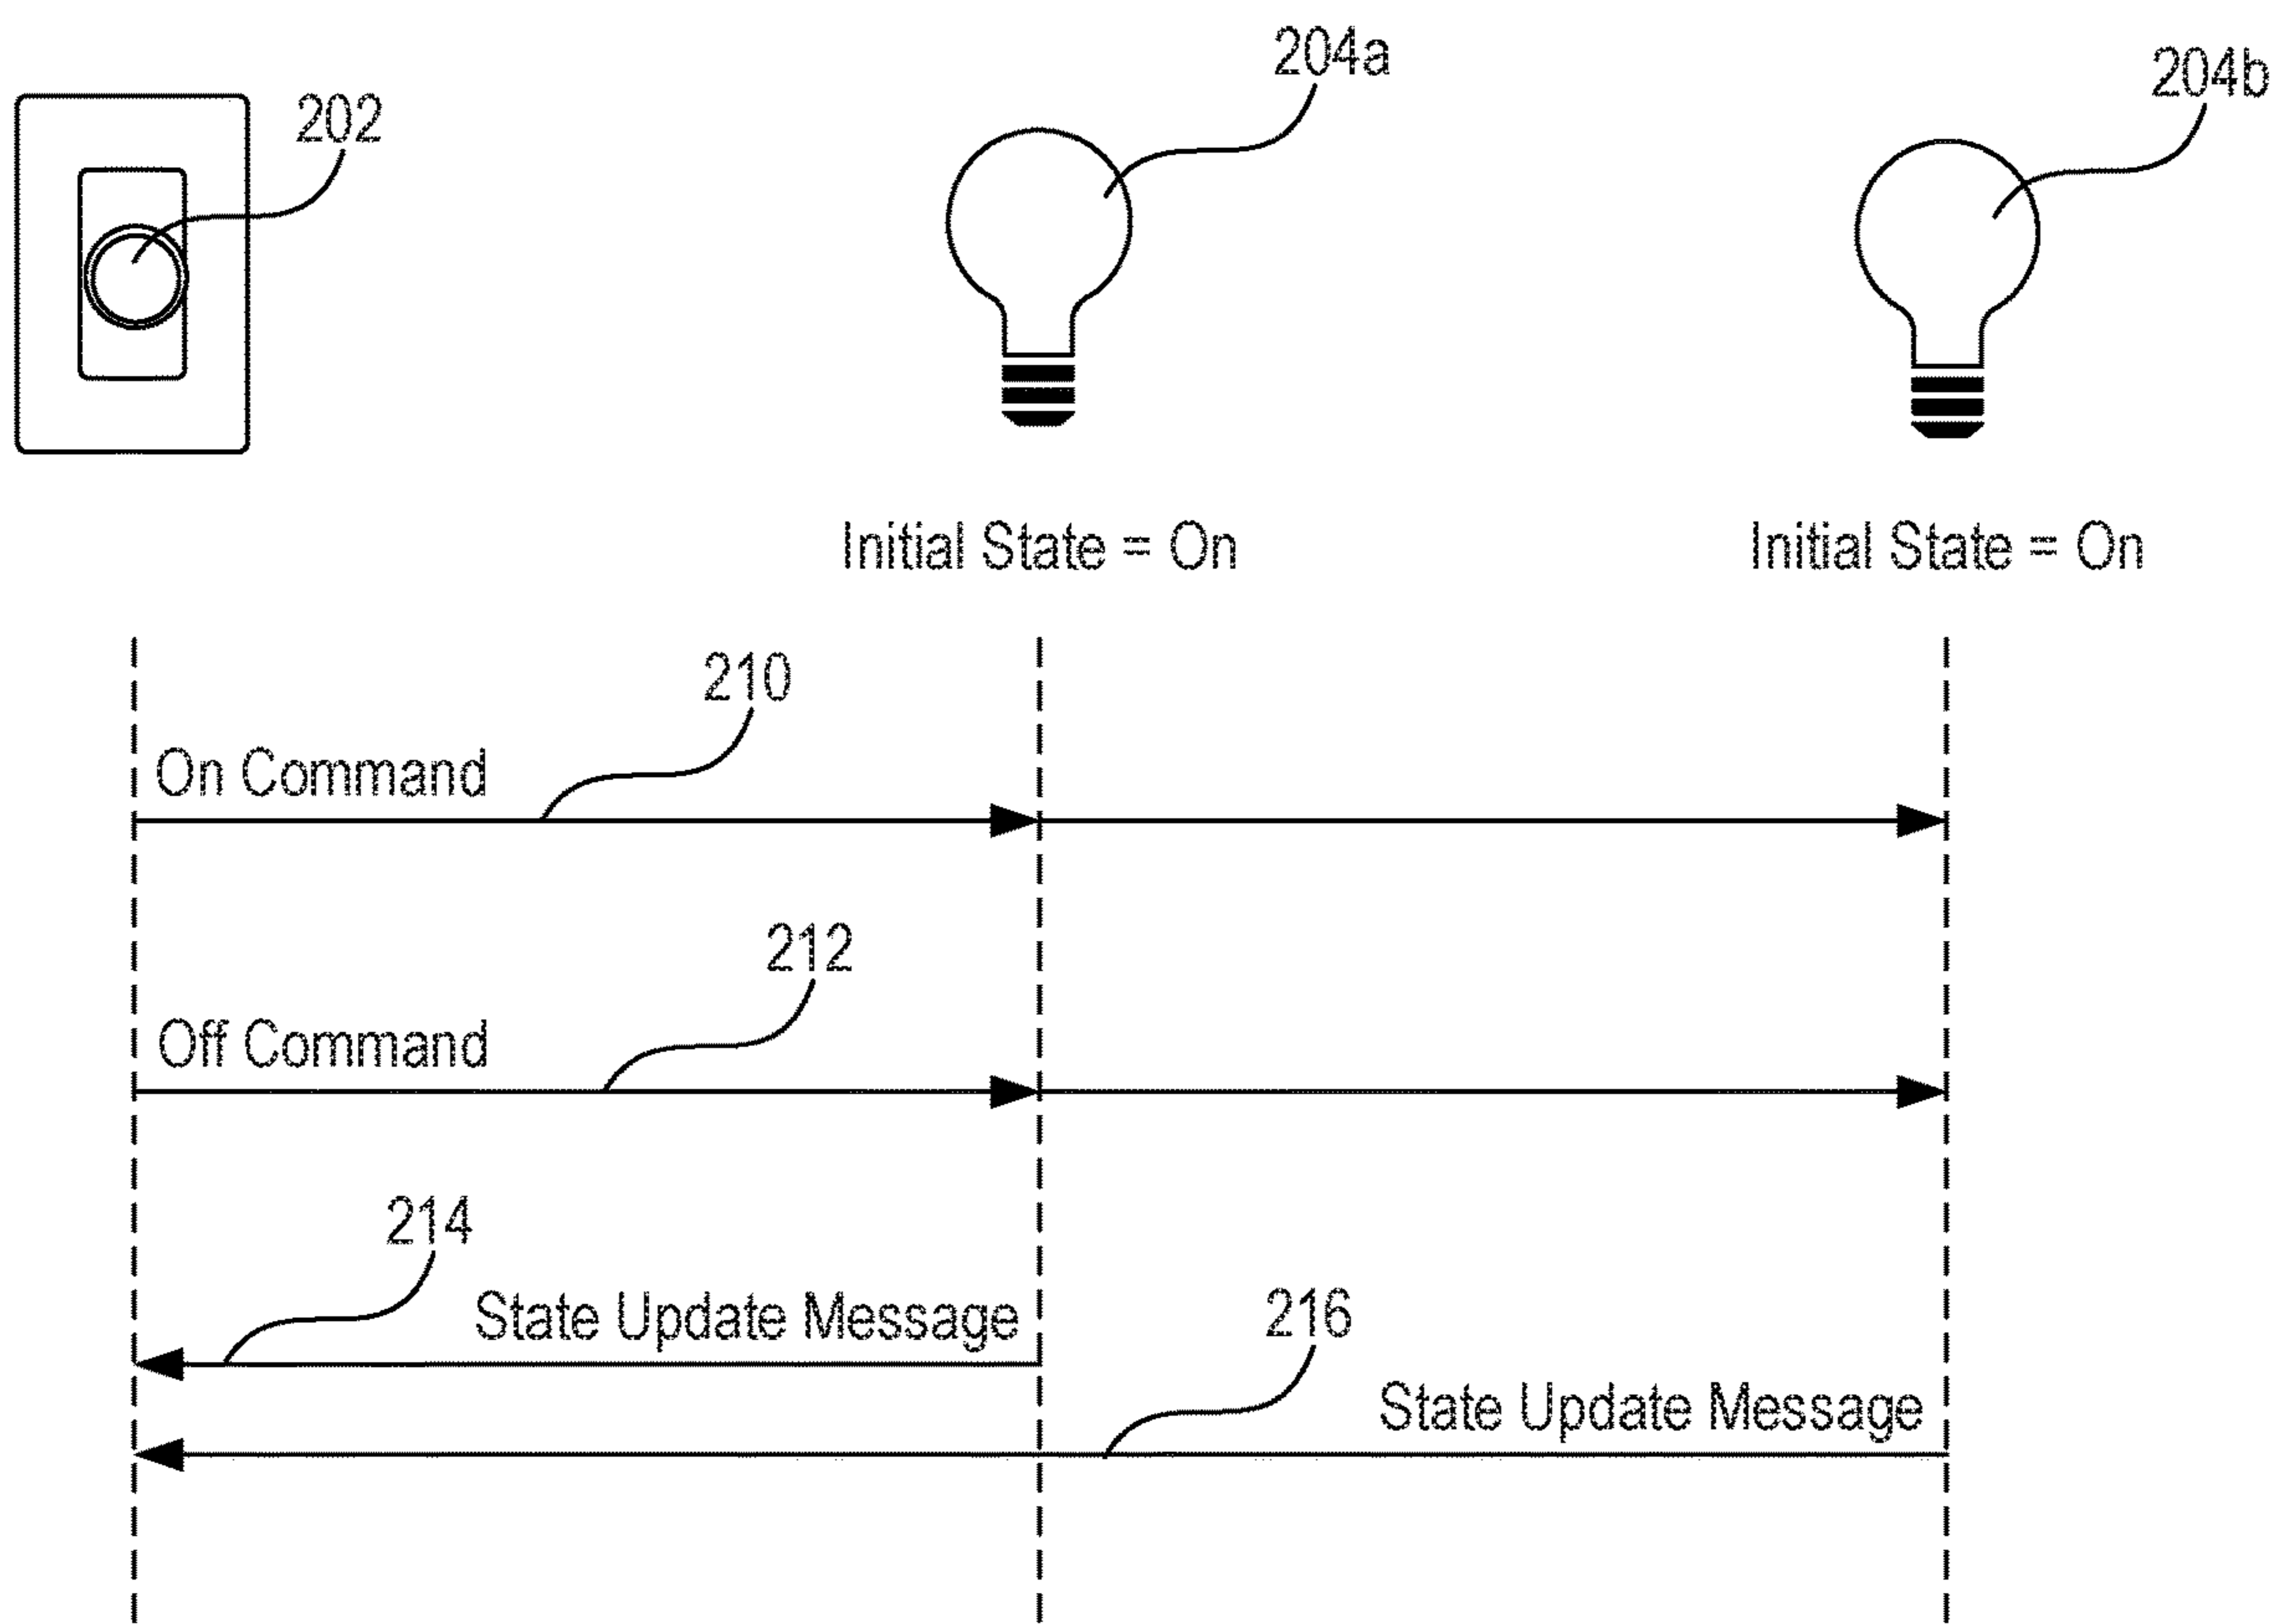 204a
204b
202
Initial State = On
Initial State = On
210
On Command
212
Off Command
214
State Update Message
216
State Update Message